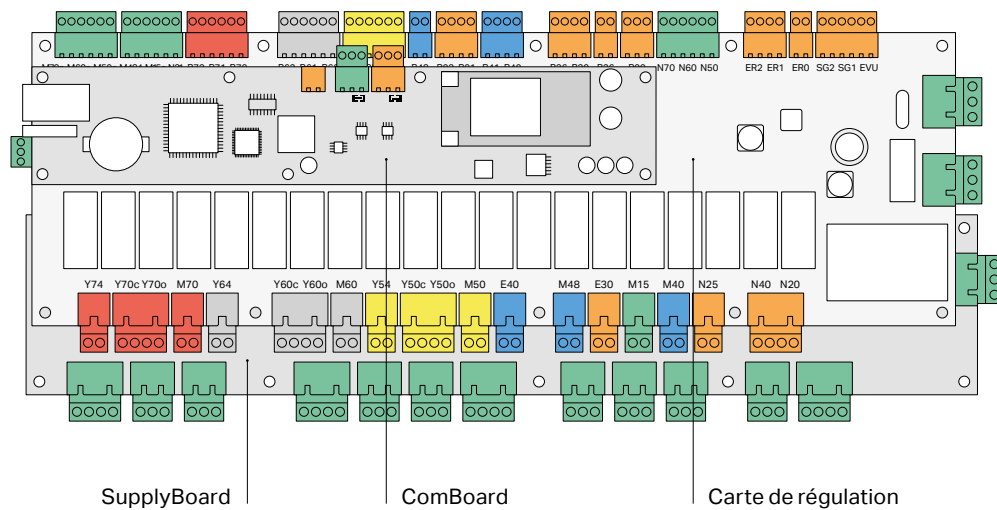 N70 N60 N50 ER2 ER1 ER0 SG2 SG1 EVU
Y74 Y70c Y70o M70 Y64 Y60c Y60o M60 Y54 Y50c Y50o M50 E40 M48 E30 M15 M40 N25 N40 N20
SupplyBoard ComBoard Carte de régulation